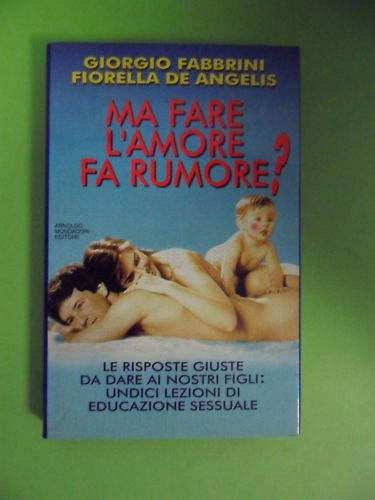 GIORGIO FABBRINI
FIORELLA DE ANGELIS
MA FARE
L'AMORE
FA RUMORE?
ARNOLDO
MONDADORI
EDITORE
LE RISPOSTE GIUSTE
DA DARE AI NOSTRI FIGLI:
UNDICI LEZIONI DI
EDUCAZIONE SESSUALE